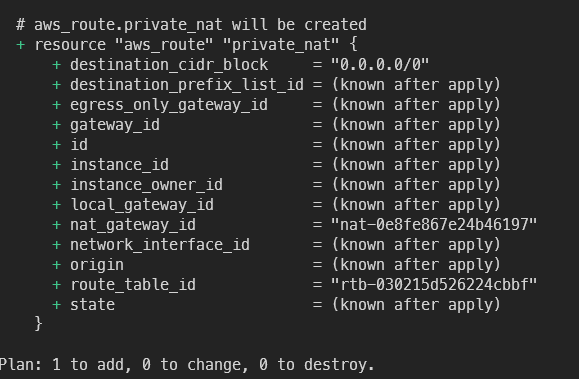 # aws_route.private_nat will be created
+ resource "aws_route" "private_nat" {
+ destination_cidr_block = "0.0.0.0/0"
+ destination_prefix_list_id = (known after apply)
+ egress_only_gateway_id = (known after apply)
+ gateway_id = (known after apply)
+ id = (known after apply)
+ instance_id = (known after apply)
+ instance_owner_id = (known after apply)
+ local_gateway_id = (known after apply)
+ nat_gateway_id = "nat-0e8fe867e24b46197"
+ network_interface_id = (known after apply)
+ origin = (known after apply)
+ route_table_id = "rtb-030215d526224cbbf"
+ state = (known after apply)
}
Plan: 1 to add, 0 to change, 0 to destroy.